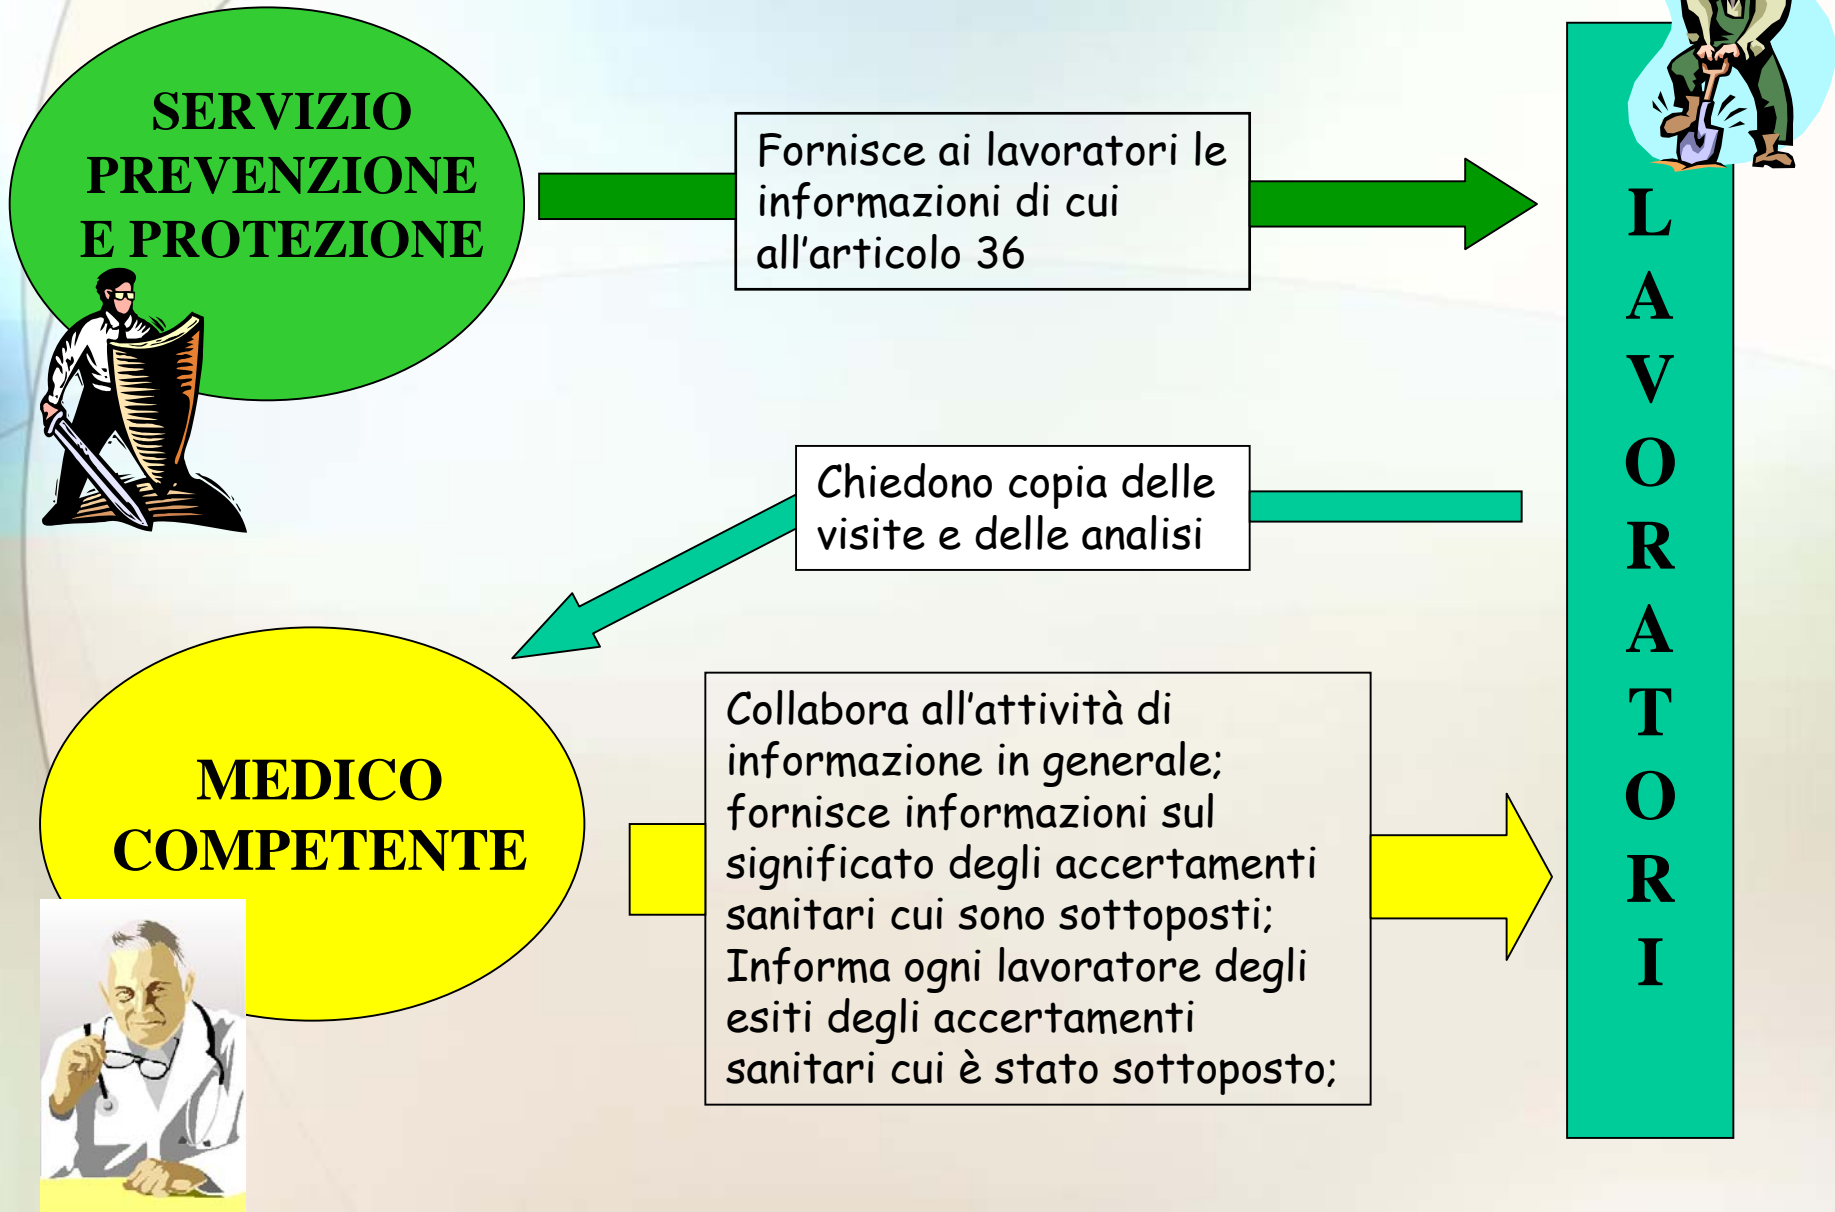 SERVIZIO
PREVENZIONE
E PROTEZIONE
Fornisce ai lavoratori le
informazioni di cui
all'articolo 36
Chiedono copia delle
visite e delle analisi
MEDICO
COMPETENTE
Collabora all'attività di
informazione in generale;
fornisce informazioni sul
significato degli accertamenti
sanitari cui sono sottoposti;
Informa ogni lavoratore degli
esiti degli accertamenti
sanitari cui è stato sottoposto;
L
A
V
O
R
A
T
O
R
I